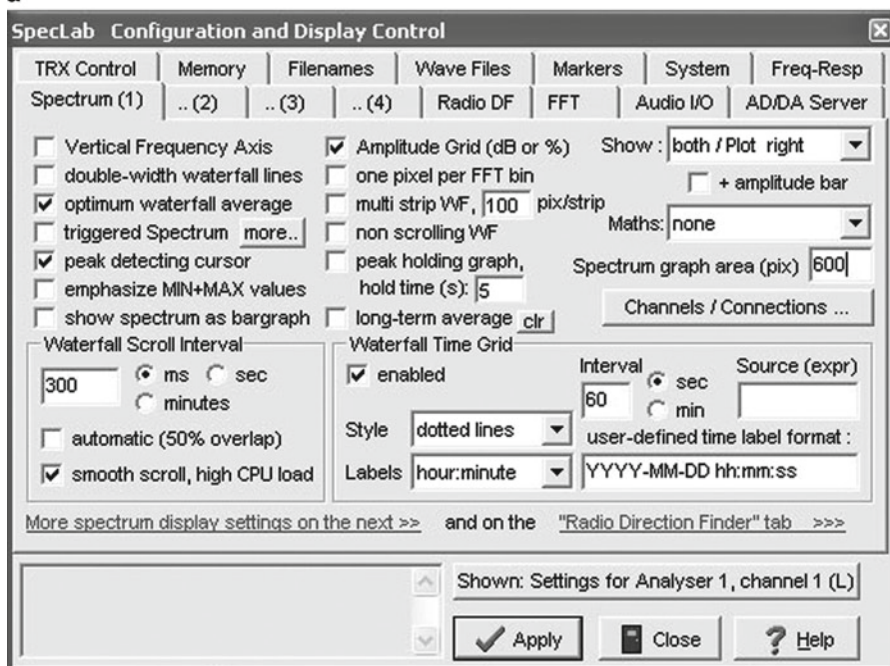 SpecLab Configuration and Display Control
TRX Control Memory Filenames Wave Files Markers System Freq-Resp
Spectrum (1) .. (2) .. (3) .. (4) Radio DF FFT Audio I/O AD/DA Server
Vertical Frequency Axis
double-width waterfall lines
optimum waterfall average
triggered Spectrum more..
peak detecting cursor
emphasize MIN+MAX values
show spectrum as bargraph
Amplitude Grid (dB or %)
one pixel per FFT bin
multi strip WF, 100 pix/strip
non scrolling WF
peak holding graph,
hold time (s): 5
long-term average clr
Show : both / Plot right
+ amplitude bar
Maths: none
Spectrum graph area (pix) 600
Channels / Connections ...
Waterfall Scroll Interval
300 ms sec
minutes
automatic (50% overlap)
smooth scroll, high CPU load
Waterfall Time Grid
enabled
Style dotted lines
Labels hour:minute
Interval
60 sec
min
Source (expr)
user-defined time label format :
YYYY-MM-DD hh:mm:ss
More spectrum display settings on the next >> and on the "Radio Direction Finder" tab >>>
Shown: Settings for Analyser 1, channel 1 (L)
Apply Close Help